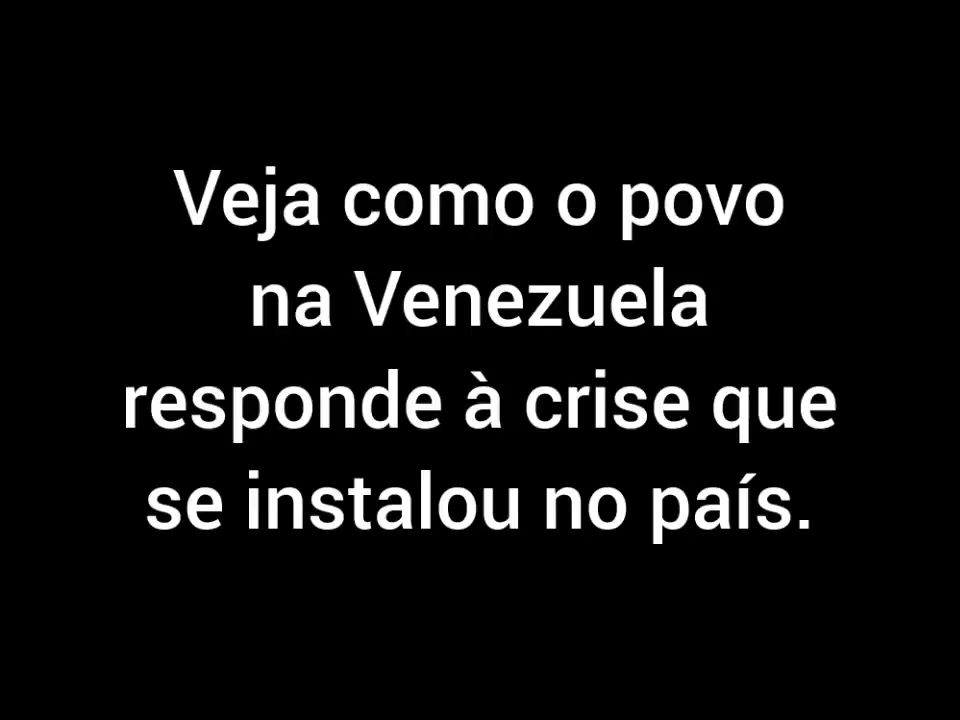 Veja como o povo
na Venezuela
responde à crise que
se instalou no país.